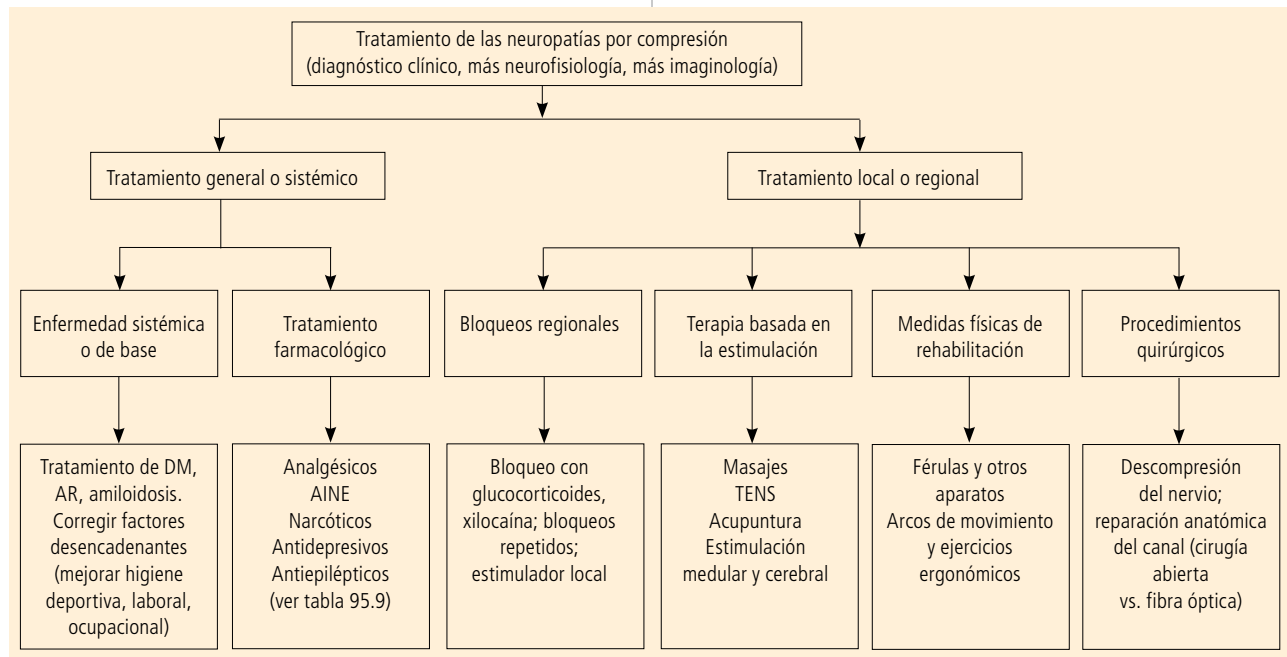 Tratamiento de las neuropatías por compresión
(diagnóstico clínico, más neurofisiología, más imaginología)
Tratamiento general o sistémico
Tratamiento local o regional
Enfermedad sistémica
o de base
Tratamiento
farmacológico
Bloqueos regionales
Terapia basada en
la estimulación
Medidas físicas de
rehabilitación
Procedimientos
quirúrgicos
Tratamiento de DM,
AR, amiloidosis.
Corregir factores
desencadenantes
(mejorar higiene
deportiva, laboral,
ocupacional)
Analgésicos
AINE
Narcóticos
Antidepresivos
Antiepilépticos
(ver tabla 95.9)
Bloqueo con
glucocorticoides,
xilocaína; bloqueos
repetidos;
estimulador local
Masajes
TENS
Acupuntura
Estimulación
medular y cerebral
Férulas y otros
aparatos
Arcos de movimiento
y ejercicios
ergonómicos
Descompresión
del nervio;
reparación anatómica
del canal (cirugía
abierta
vs. fibra óptica)